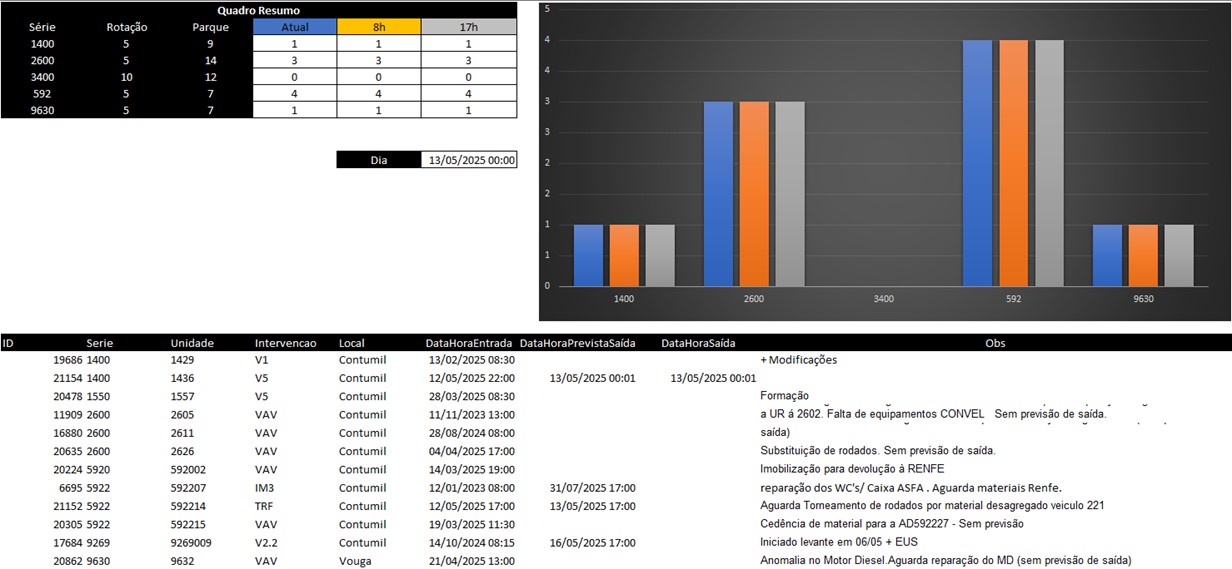 Quadro Resumo
Série Rotação Parque Atual 8h 17h
1400 5 9 1 1 1
2600 5 14 3 3 3
3400 10 12 0 0 0
592 5 7 4 4 4
9630 5 7 1 1 1
Dia 13/05/2025 00:00
5
4
4
3
3
2
2
1
1
0
1400 2600 3400 592 9630
ID Serie Unidade Intervencao Local DataHoraEntrada DataHoraPrevistaSaída DataHoraSaída Obs
19686 1400 1429 V1 Contumil 13/02/2025 08:30 + Modificações
21154 1400 1436 V5 Contumil 12/05/2025 22:00 13/05/2025 00:01 13/05/2025 00:01
20478 1550 1557 V5 Contumil 28/03/2025 08:30 Formação
11909 2600 2605 VAV Contumil 11/11/2023 13:00 a UR á 2602. Falta de equipamentos CONVEL Sem previsão de saída.
16880 2600 2611 VAV Contumil 28/08/2024 08:00 saída)
20635 2600 2626 VAV Contumil 04/04/2025 17:00 Substituição de rodados. Sem previsão de saída.
20224 5920 592002 VAV Contumil 14/03/2025 19:00 Imobilização para devolução à RENFE
6695 5922 592207 IM3 Contumil 12/01/2023 08:00 31/07/2025 17:00 reparação dos WC's/ Caixa ASFA . Aguarda materiais Renfe.
21152 5922 592214 TRF Contumil 12/05/2025 17:00 13/05/2025 17:00 Aguarda Torneamento de rodados por material desagregado veiculo 221
20305 5922 592215 VAV Contumil 19/03/2025 11:30 Cedência de material para a AD592227 - Sem previsão
17684 9269 9269009 V2.2 Contumil 14/10/2024 08:15 16/05/2025 17:00 Iniciado levante em 06/05 + EUS
20862 9630 9632 VAV Vouga 21/04/2025 13:00 Anomalia no Motor Diesel.Aguarda reparação do MD (sem previsão de saída)